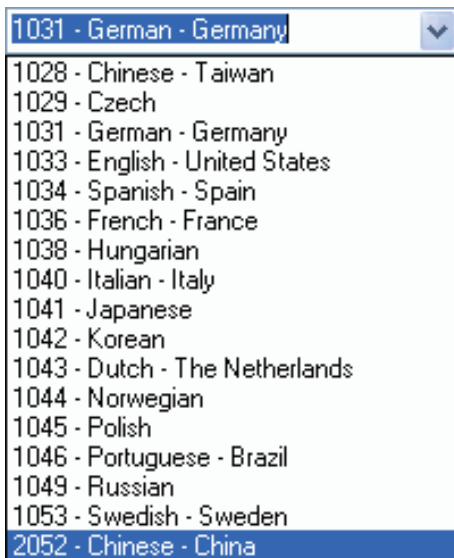 1031 - German - Germany
1028 - Chinese - Taiwan
1029 - Czech
1031 - German - Germany
1033 - English - United States
1034 - Spanish - Spain
1036 - French - France
1038 - Hungarian
1040 - Italian - Italy
1041 - Japanese
1042 - Korean
1043 - Dutch - The Netherlands
1044 - Norwegian
1045 - Polish
1046 - Portuguese - Brazil
1049 - Russian
1053 - Swedish - Sweden
2052 - Chinese - China